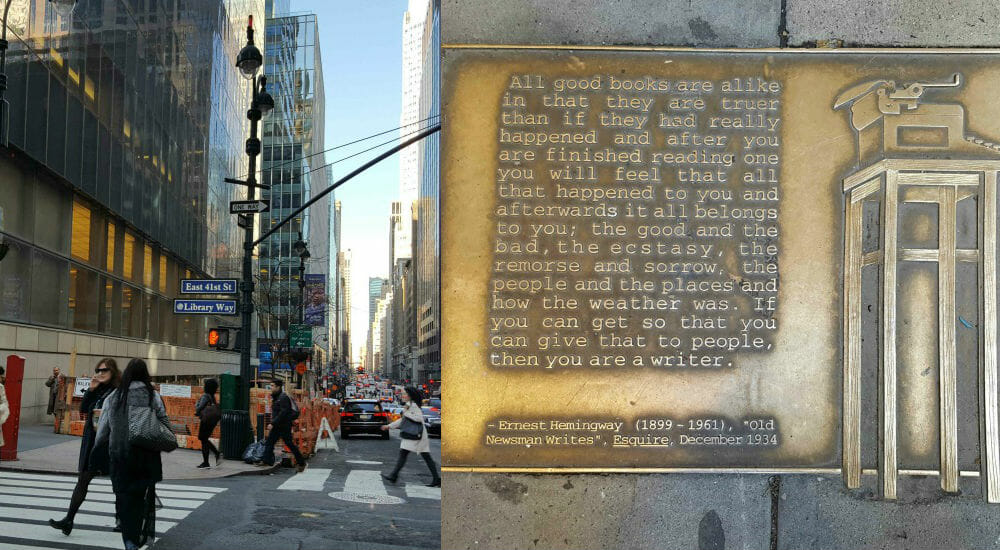 ONE WAY
East 41st ST
Library Way
All good books are alike
in that they are truer
than if they had really
happened and after you
are finished reading one
you will feel that all
that happened to you and
afterwards it all belongs
to you; the good and the
bad, the ecstasy, the
remorse and sorrow, the
people and the places and
how the weather was. If
you can get so that you
can give that to people,
then you are a writer.
- Ernest Hemingway (1899 - 1961), "Old
Newsman Writes", Esquire, December 1934